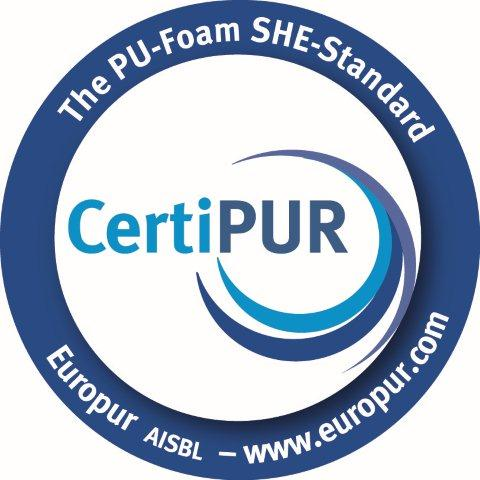 The PU-Foam SHE-Standard
CertiPUR
Europur AISBL – www.europur.com